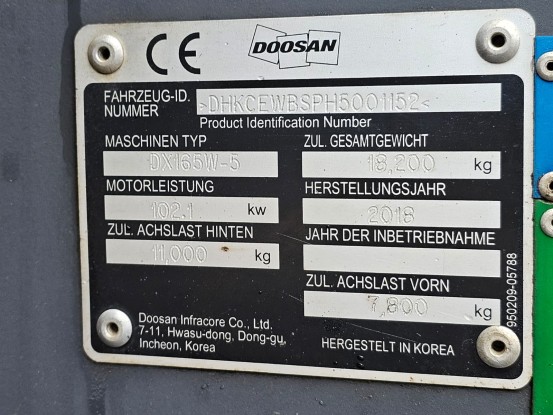 CE DOOSAN
FAHRZEUG-ID. NUMMER >DHKCEWBSPH5001152<
Product Identification Number
MASCHINEN TYP
DX165W-5
ZUL. GESAMTGEWICHT
18,200 kg
MOTORLEISTUNG
102.1 kw
HERSTELLUNGSJAHR
2018
ZUL. ACHSLAST HINTEN
11,000 kg
JAHR DER INBETRIEBNAHME
ZUL. ACHSLAST VORN
7,800 kg
Doosan Infracore Co., Ltd.
7-11, Hwasu-dong, Dong-gu,
Incheon, Korea
HERGESTELLT IN KOREA
950209-05788